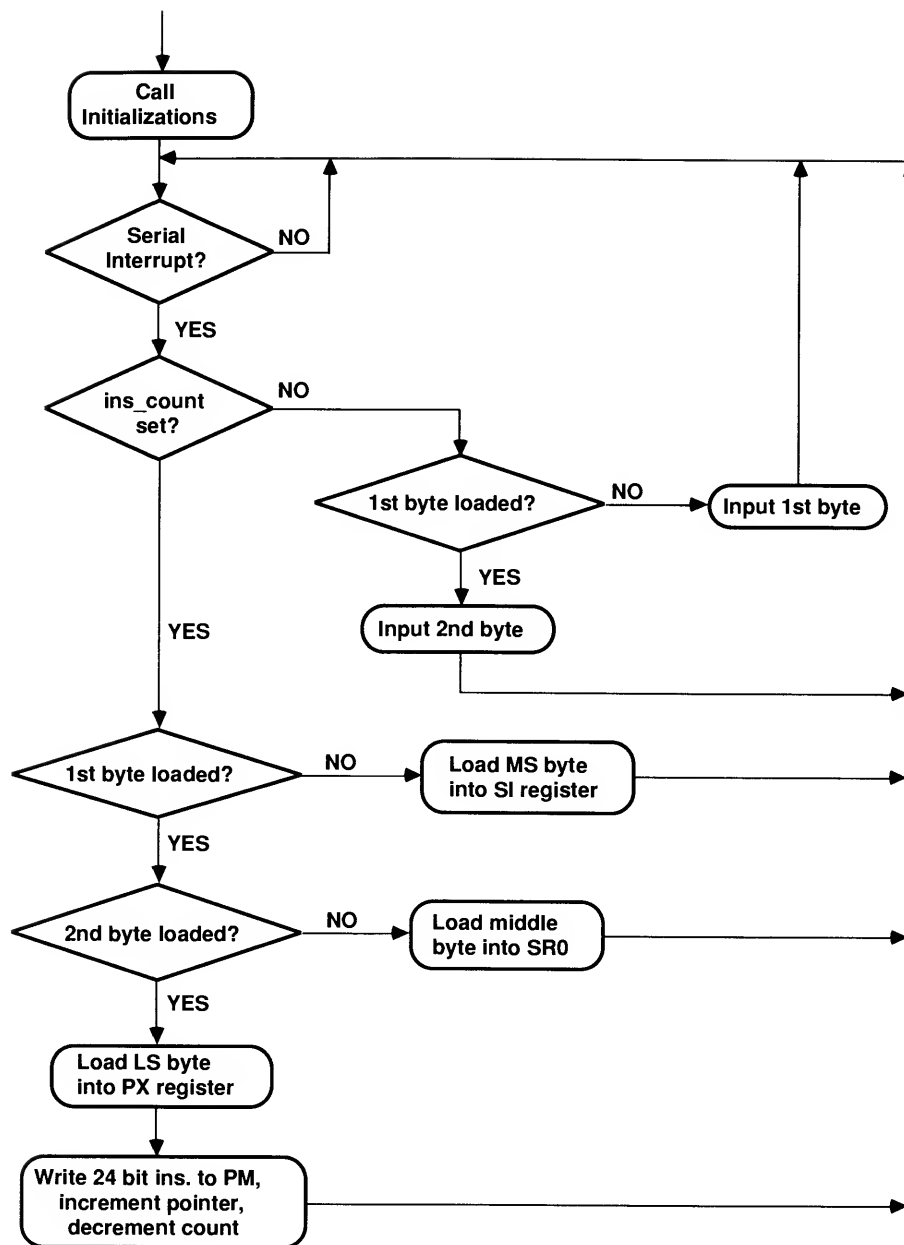 Call
Initializations
Serial
Interrupt?
NO
YES
ins_count
set?
NO
1st byte loaded?
NO
Input 1st byte
YES
Input 2nd byte
YES
1st byte loaded?
NO
Load MS byte
into SI register
YES
2nd byte loaded?
NO
Load middle
byte into SR0
YES
Load LS byte
into PX register
Write 24 bit ins. to PM,
increment pointer,
decrement count